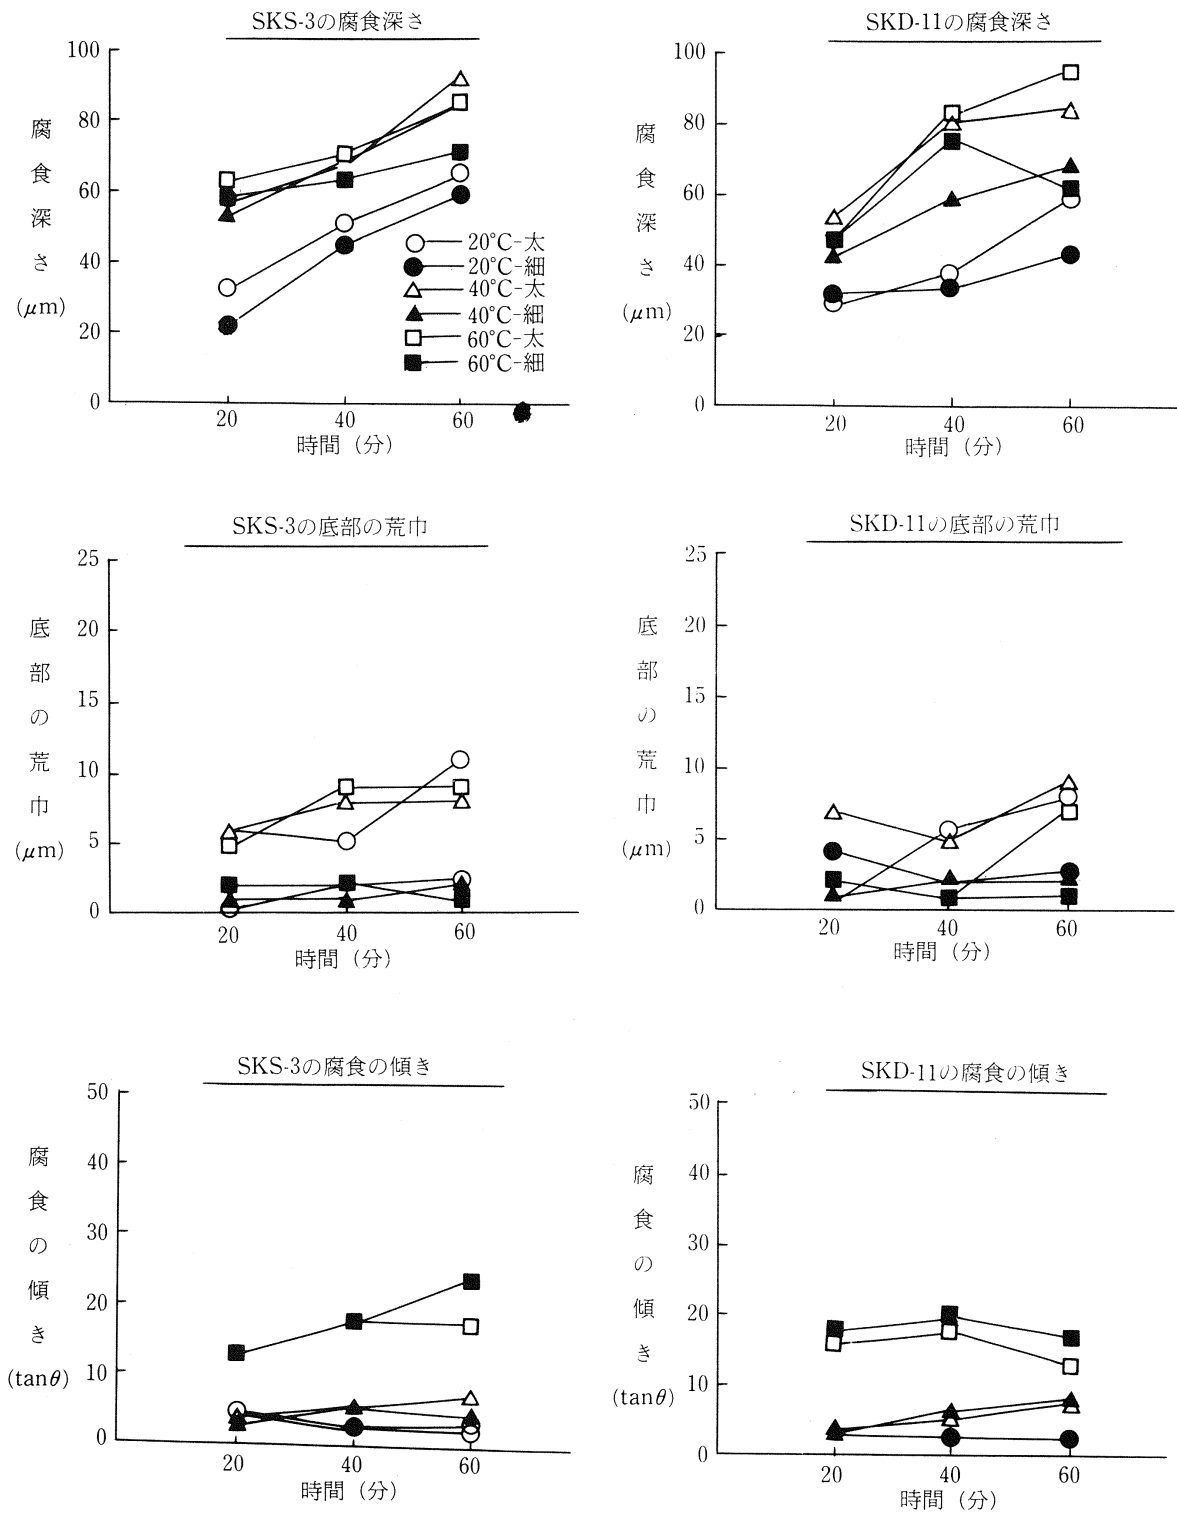 SKS-3の腐食深さ
100
80
60
40
20
0
腐食深さ
(μm)
20°C-太
20°C-細
40°C-太
40°C-細
60°C-太
60°C-細
20 40 60
時間（分）
SKD-11の腐食深さ
100
80
60
40
20
0
腐食深さ
(μm)
20 40 60
時間（分）
SKS-3の底部の荒巾
25
20
15
10
5
0
底部の荒巾
(μm)
20 40 60
時間（分）
SKD-11の底部の荒巾
25
20
15
10
5
0
底部の荒巾
(μm)
20 40 60
時間（分）
SKS-3の腐食の傾き
50
40
30
20
10
0
腐食の傾き
(tanθ)
20 40 60
時間（分）
SKD-11の腐食の傾き
50
40
30
20
10
0
腐食の傾き
(tanθ)
20 40 60
時間（分）